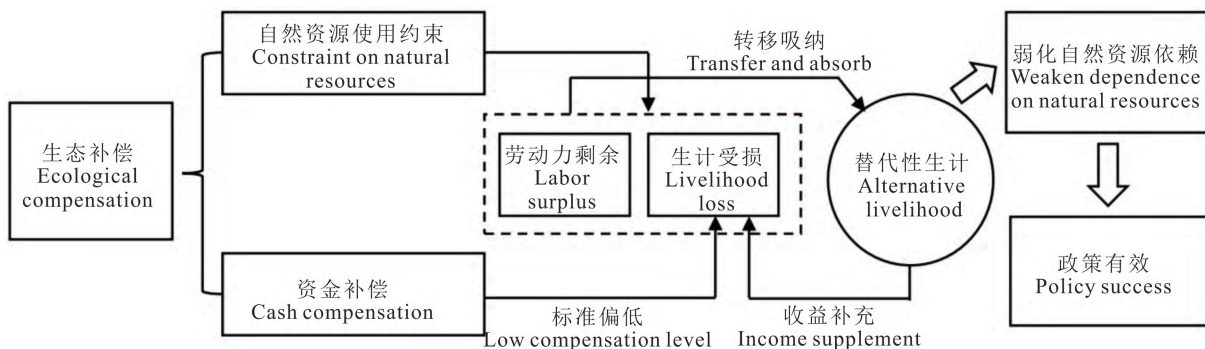 生态补偿
Ecological
compensation
自然资源使用约束
Constraint on natural
resources
资金补偿
Cash compensation
劳动力剩余
Labor
surplus
生计受损
Livelihood
loss
转移吸纳
Transfer and absorb
标准偏低
Low compensation level
收益补充
Income supplement
替代性生计
Alternative
livelihood
弱化自然资源依赖
Weaken dependence
on natural resources
政策有效
Policy success